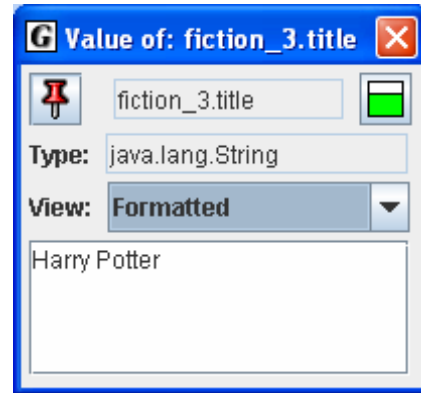 G Value of: fiction_3.title
fiction_3.title
Type: java.lang.String
View: Formatted
Harry Potter